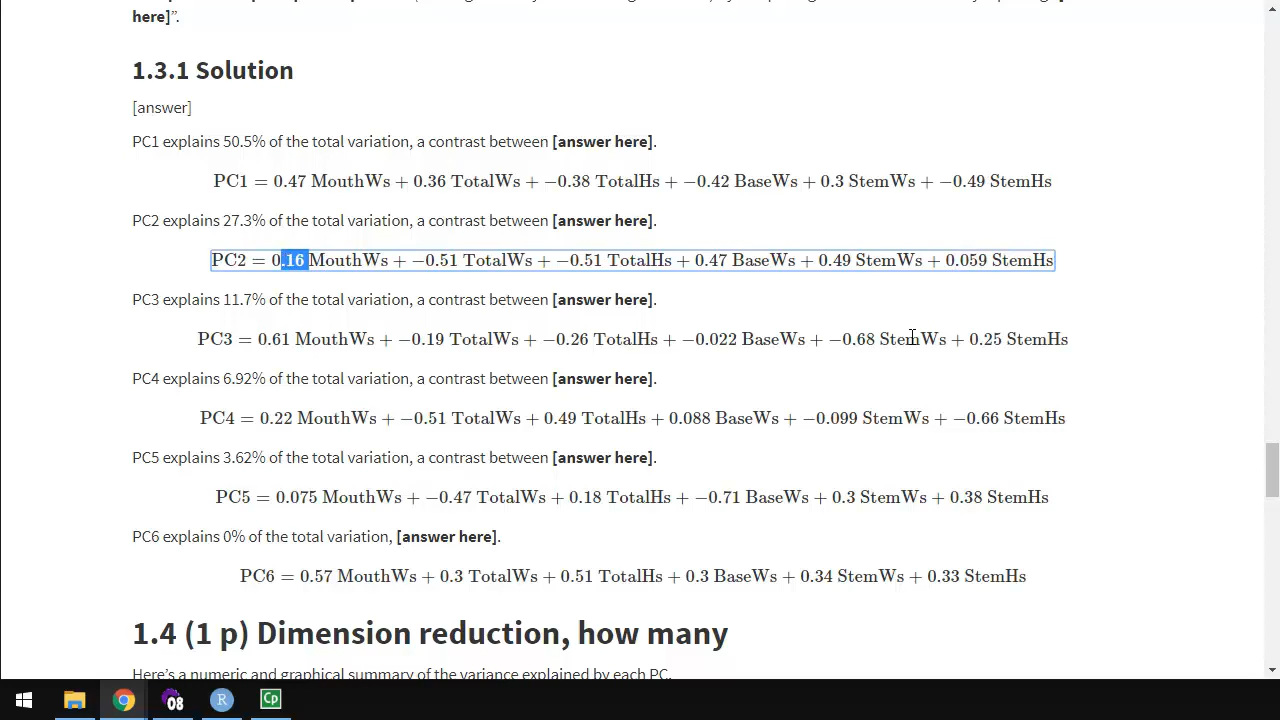 here]”.
1.3.1 Solution
[answer]
PC1 explains 50.5% of the total variation, a contrast between [answer here].
PC1 = 0.47 MouthWs + 0.36 TotalWs + −0.38 TotalHs + −0.42 BaseWs + 0.3 StemWs + −0.49 StemHs
PC2 explains 27.3% of the total variation, a contrast between [answer here].
PC2 = 0.16 MouthWs + −0.51 TotalWs + −0.51 TotalHs + 0.47 BaseWs + 0.49 StemWs + 0.059 StemHs
PC3 explains 11.7% of the total variation, a contrast between [answer here].
PC3 = 0.61 MouthWs + −0.19 TotalWs + −0.26 TotalHs + −0.022 BaseWs + −0.68 StemWs + 0.25 StemHs
PC4 explains 6.92% of the total variation, a contrast between [answer here].
PC4 = 0.22 MouthWs + −0.51 TotalWs + 0.49 TotalHs + 0.088 BaseWs + −0.099 StemWs + −0.66 StemHs
PC5 explains 3.62% of the total variation, a contrast between [answer here].
PC5 = 0.075 MouthWs + −0.47 TotalWs + 0.18 TotalHs + −0.71 BaseWs + 0.3 StemWs + 0.38 StemHs
PC6 explains 0% of the total variation, [answer here].
PC6 = 0.57 MouthWs + 0.3 TotalWs + 0.51 TotalHs + 0.3 BaseWs + 0.34 StemWs + 0.33 StemHs
1.4 (1 p) Dimension reduction, how many
Here’s a numeric and graphical summary of the variance explained by each PC.
08
R
Cp